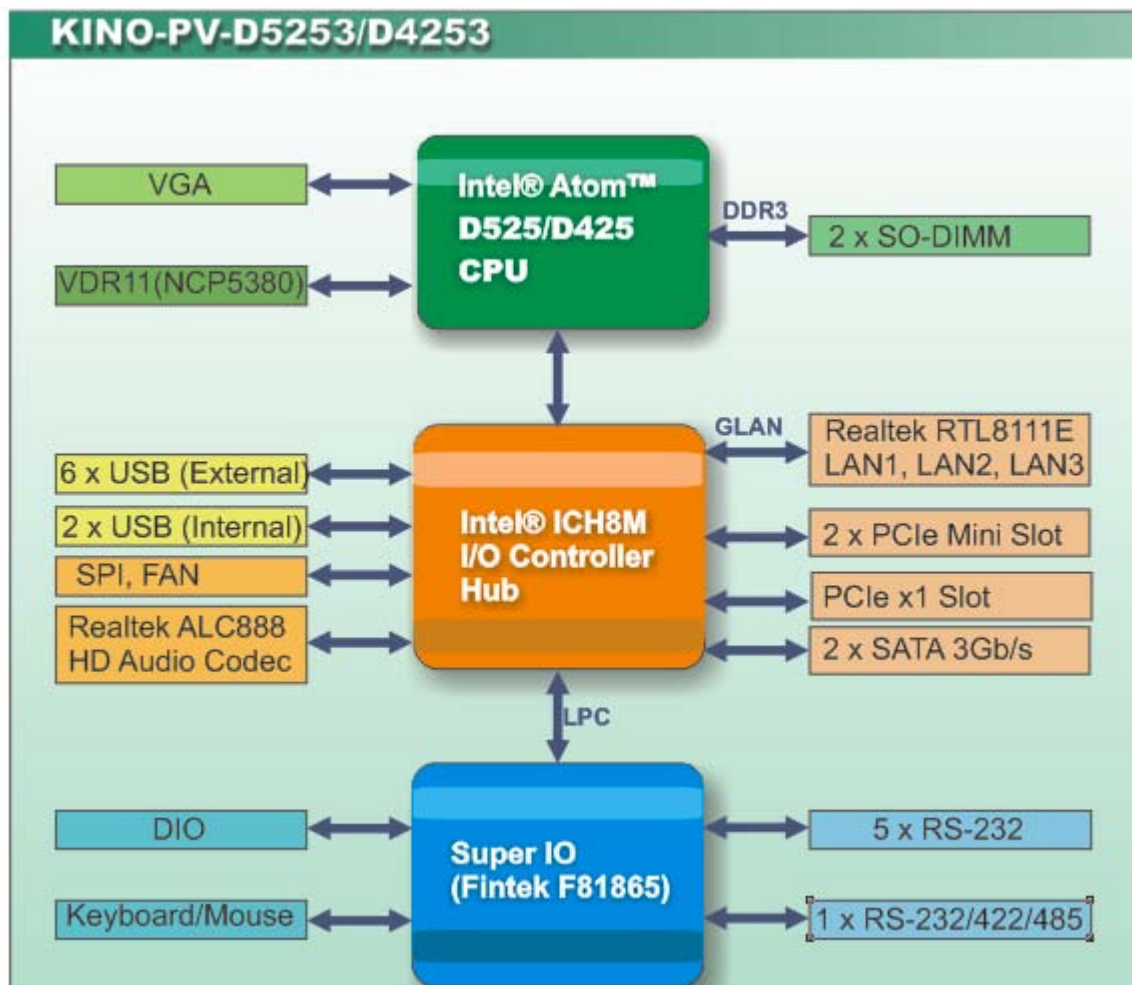 KINO-PV-D5253/D4253
VGA
VDR11(NCP5380)
Intel® Atom™
D525/D425
CPU
DDR3
2 x SO-DIMM
6 x USB (External)
2 x USB (Internal)
SPI, FAN
Realtek ALC888
HD Audio Codec
Intel® ICH8M
I/O Controller
Hub
GLAN
Realtek RTL8111E
LAN1, LAN2, LAN3
2 x PCIe Mini Slot
PCIe x1 Slot
2 x SATA 3Gb/s
LPC
DIO
Keyboard/Mouse
Super IO
(Fintek F81865)
5 x RS-232
1 x RS-232/422/485